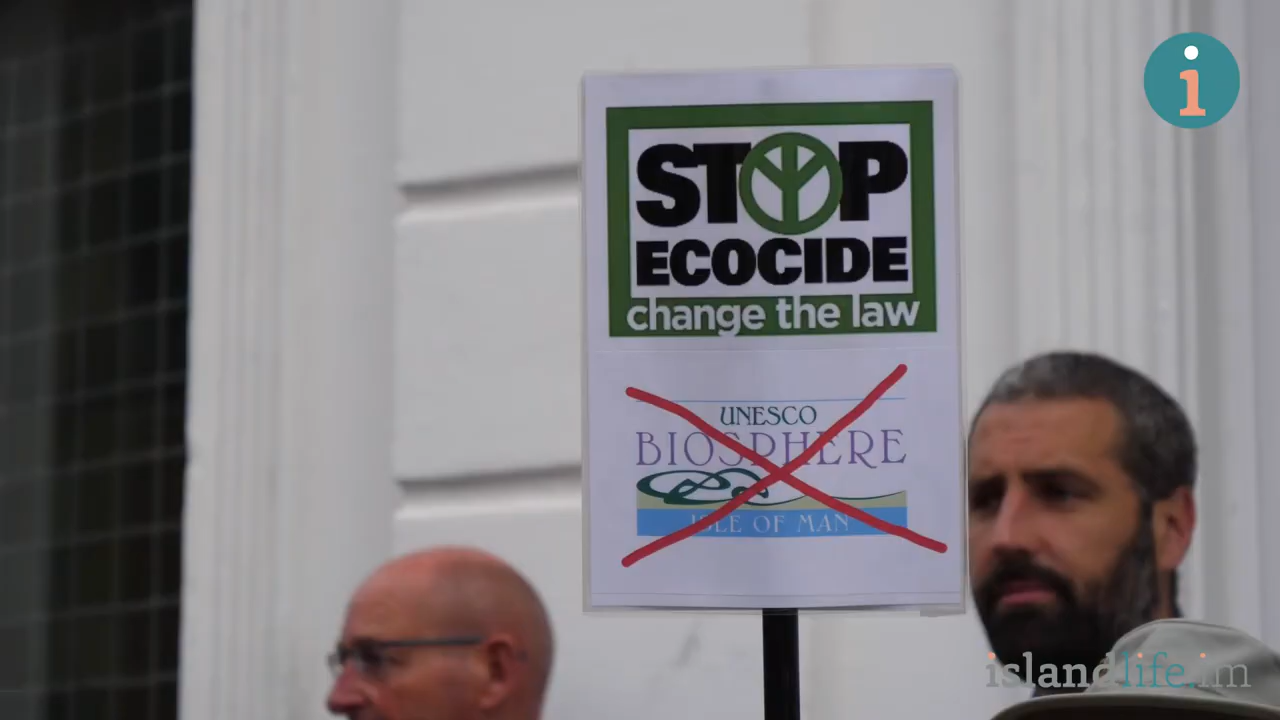 i
STOP
ECOCIDE
change the law
UNESCO
BIOSPHERE
ISLE OF MAN
islandlife.im